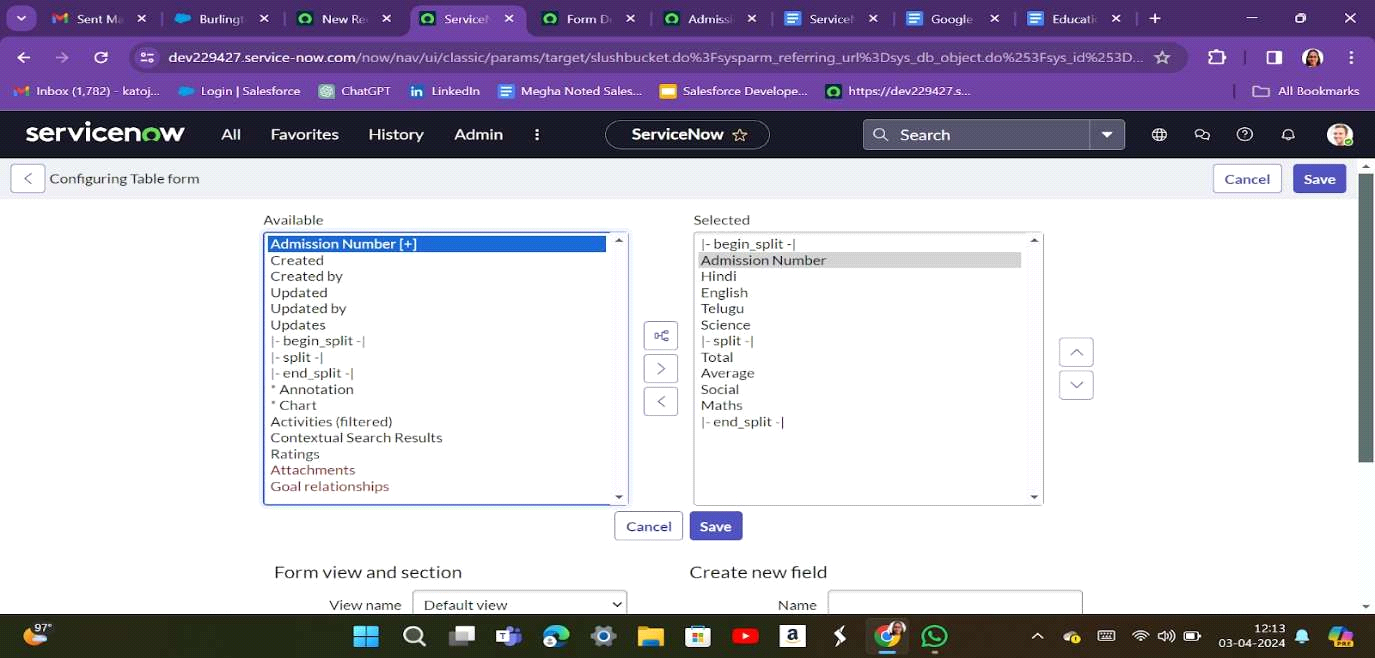 Sent Ma
Burlingt
New Re
Service
Form D
Admissi
Service
Google
Educati
dev229427.service-now.com/now/nav/ui/classic/params/target/slushbucket.do%3Fsysparm_referring_url%3Dsys_db_object.do%253Fsys_id%253D...
Inbox (1,782) - katoj...
Login | Salesforce
ChatGPT
LinkedIn
Megha Noted Sales...
Salesforce Develope...
https://dev229427.s...
All Bookmarks
servicenow
All
Favorites
History
Admin
ServiceNow
Search
Configuring Table form
Cancel
Save
Available
Admission Number [+]
Created
Created by
Updated
Updated by
Updates
|- begin_split -|
|- split -|
|- end_split -|
* Annotation
* Chart
Activities (filtered)
Contextual Search Results
Ratings
Attachments
Goal relationships
Selected
|- begin_split -|
Admission Number
Hindi
English
Telugu
Science
|- split -|
Total
Average
Social
Maths
|- end_split -|
Cancel
Save
Form view and section
View name
Default view
Create new field
Name
97°
12:13
03-04-2024